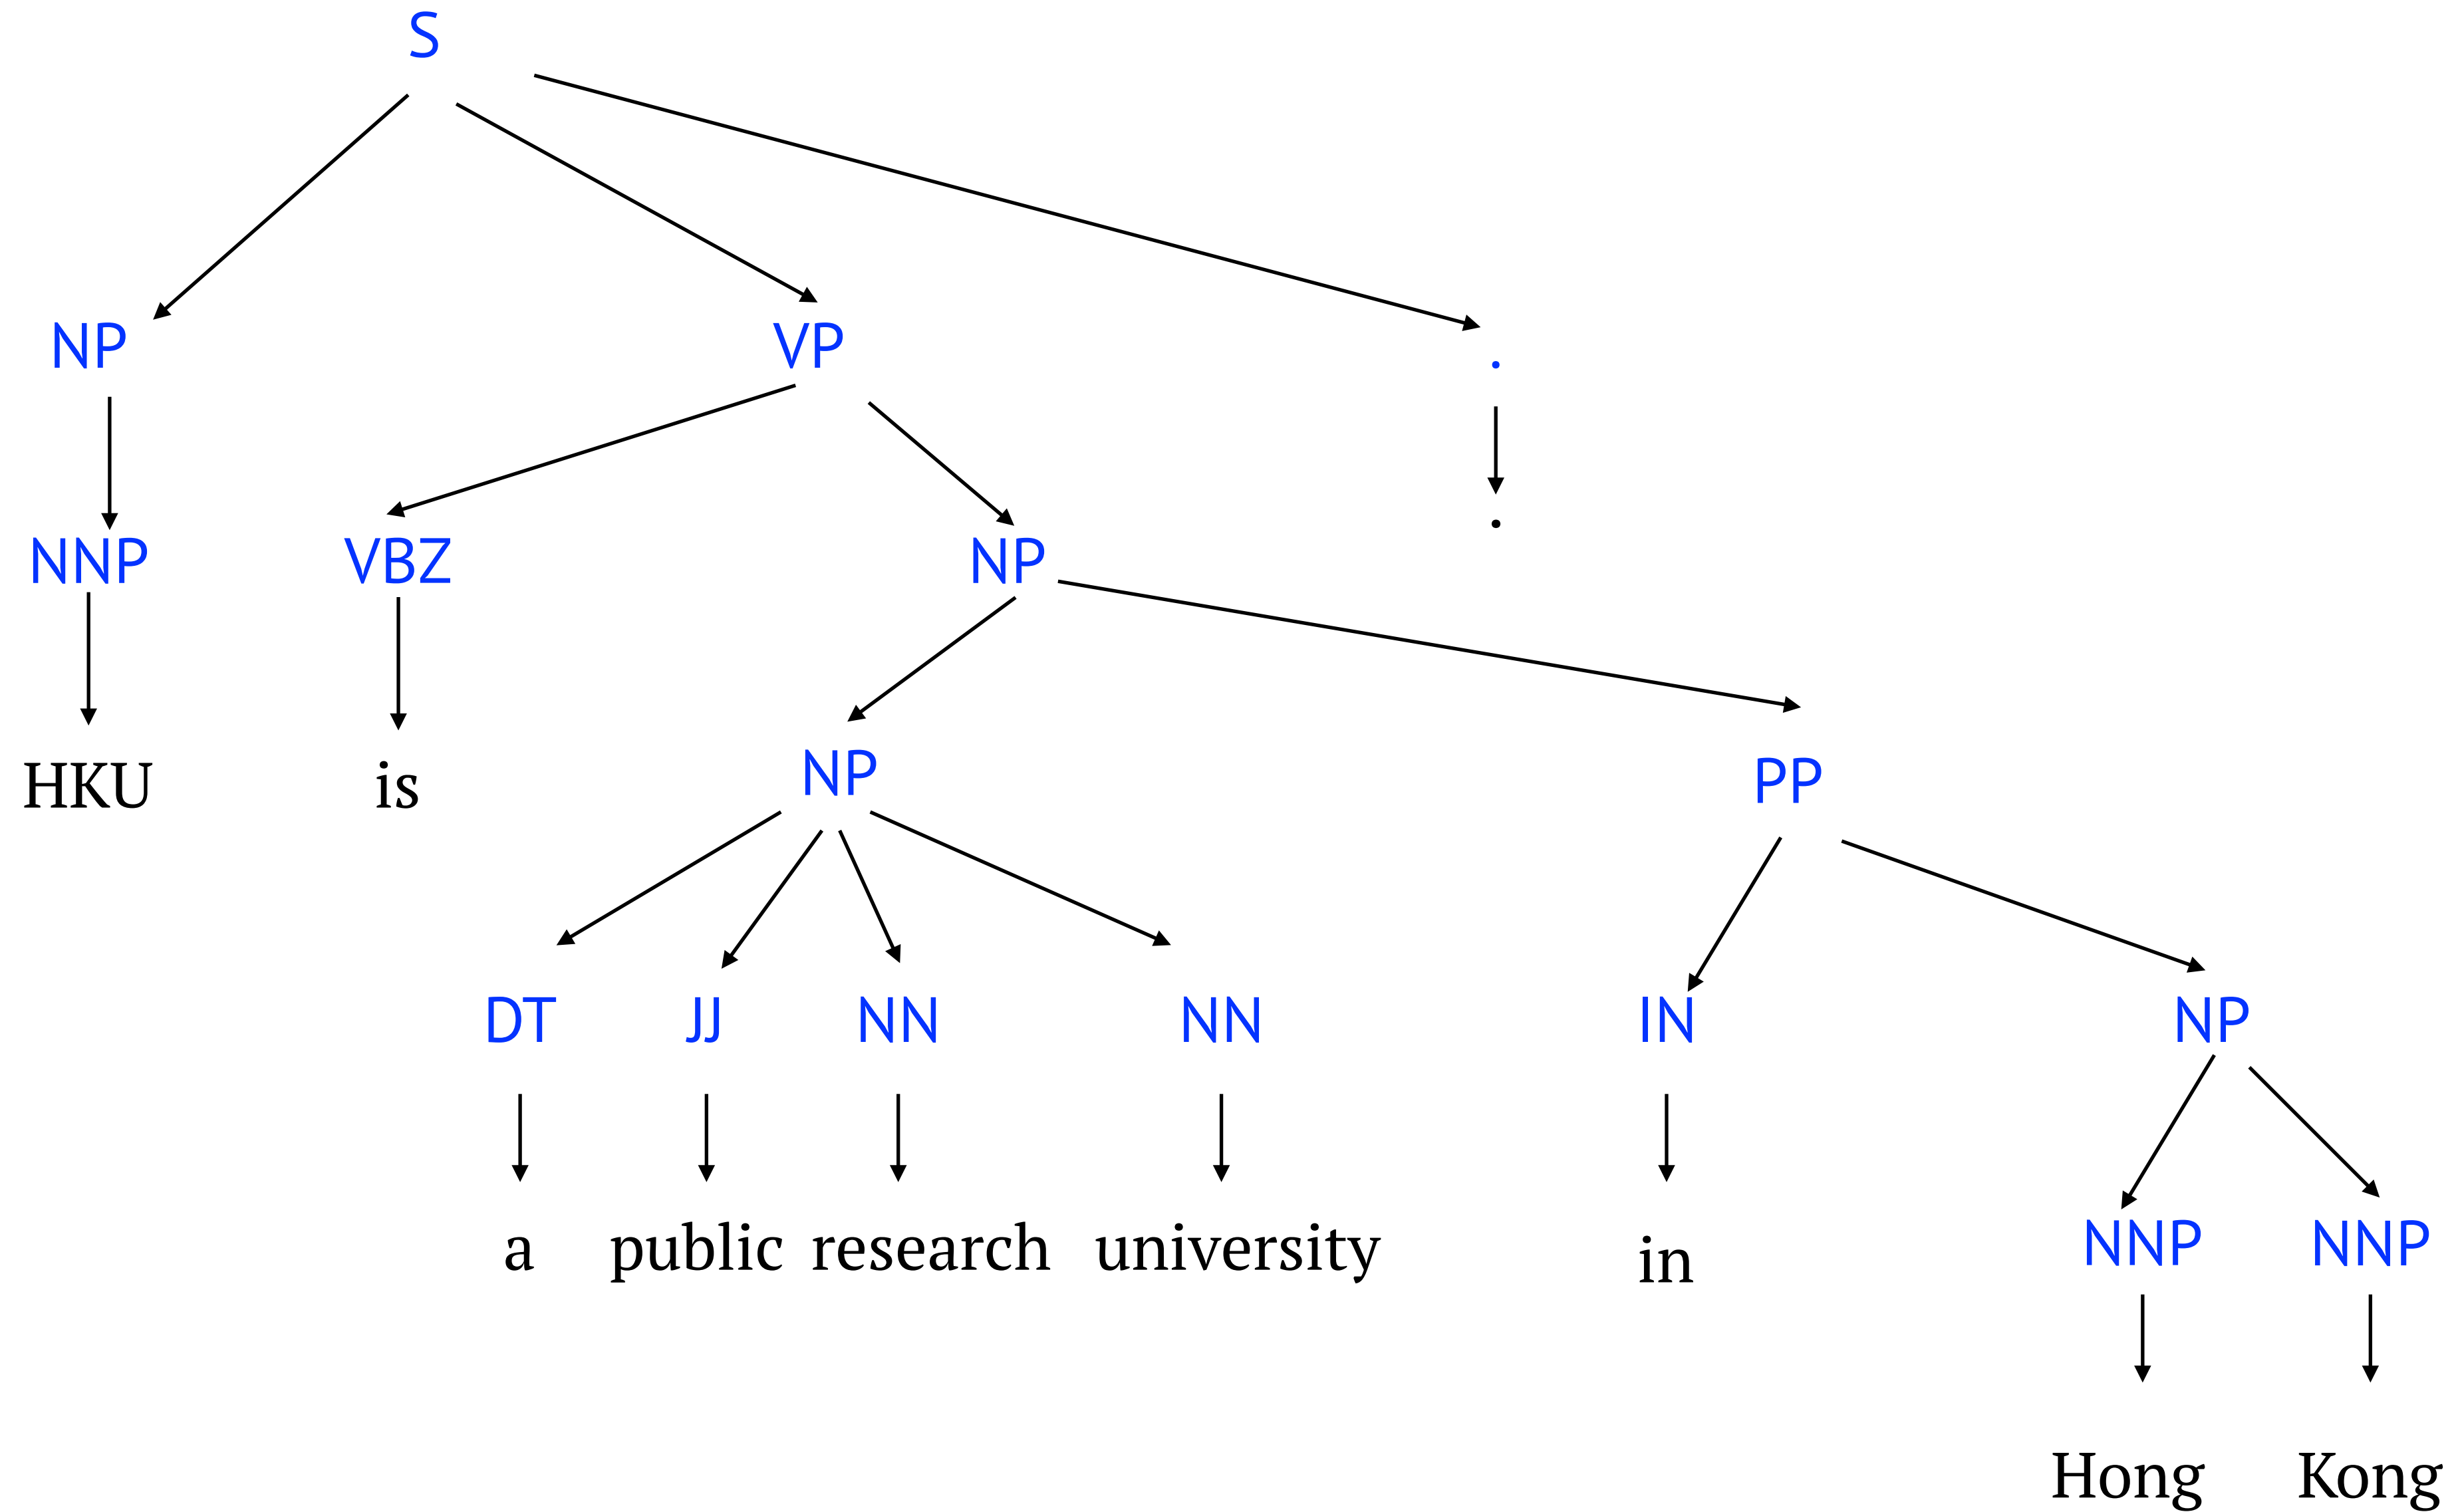 S
NP VP .
NNP VBZ NP .
HKU is NP PP
DT JJ NN NN IN NP
a public research university in NNP NNP
Hong Kong